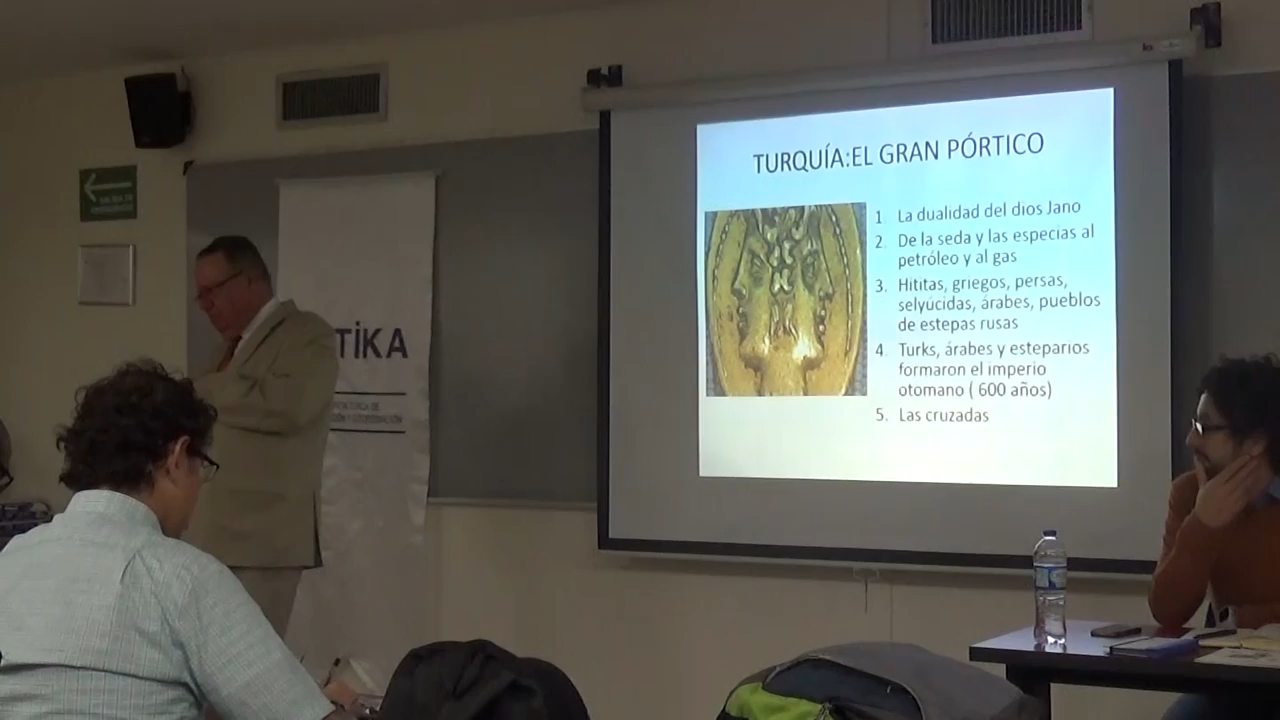 TURQUÍA:EL GRAN PÓRTICO
1 La dualidad del dios Jano
2. De la seda y las especias al
petróleo y al gas
3. Hititas, griegos, persas,
selyúcidas, árabes, pueblos
de estepas rusas
4. Turks, árabes y esteparios
formaron el imperio
otomano ( 600 años)
5. Las cruzadas
TİKA